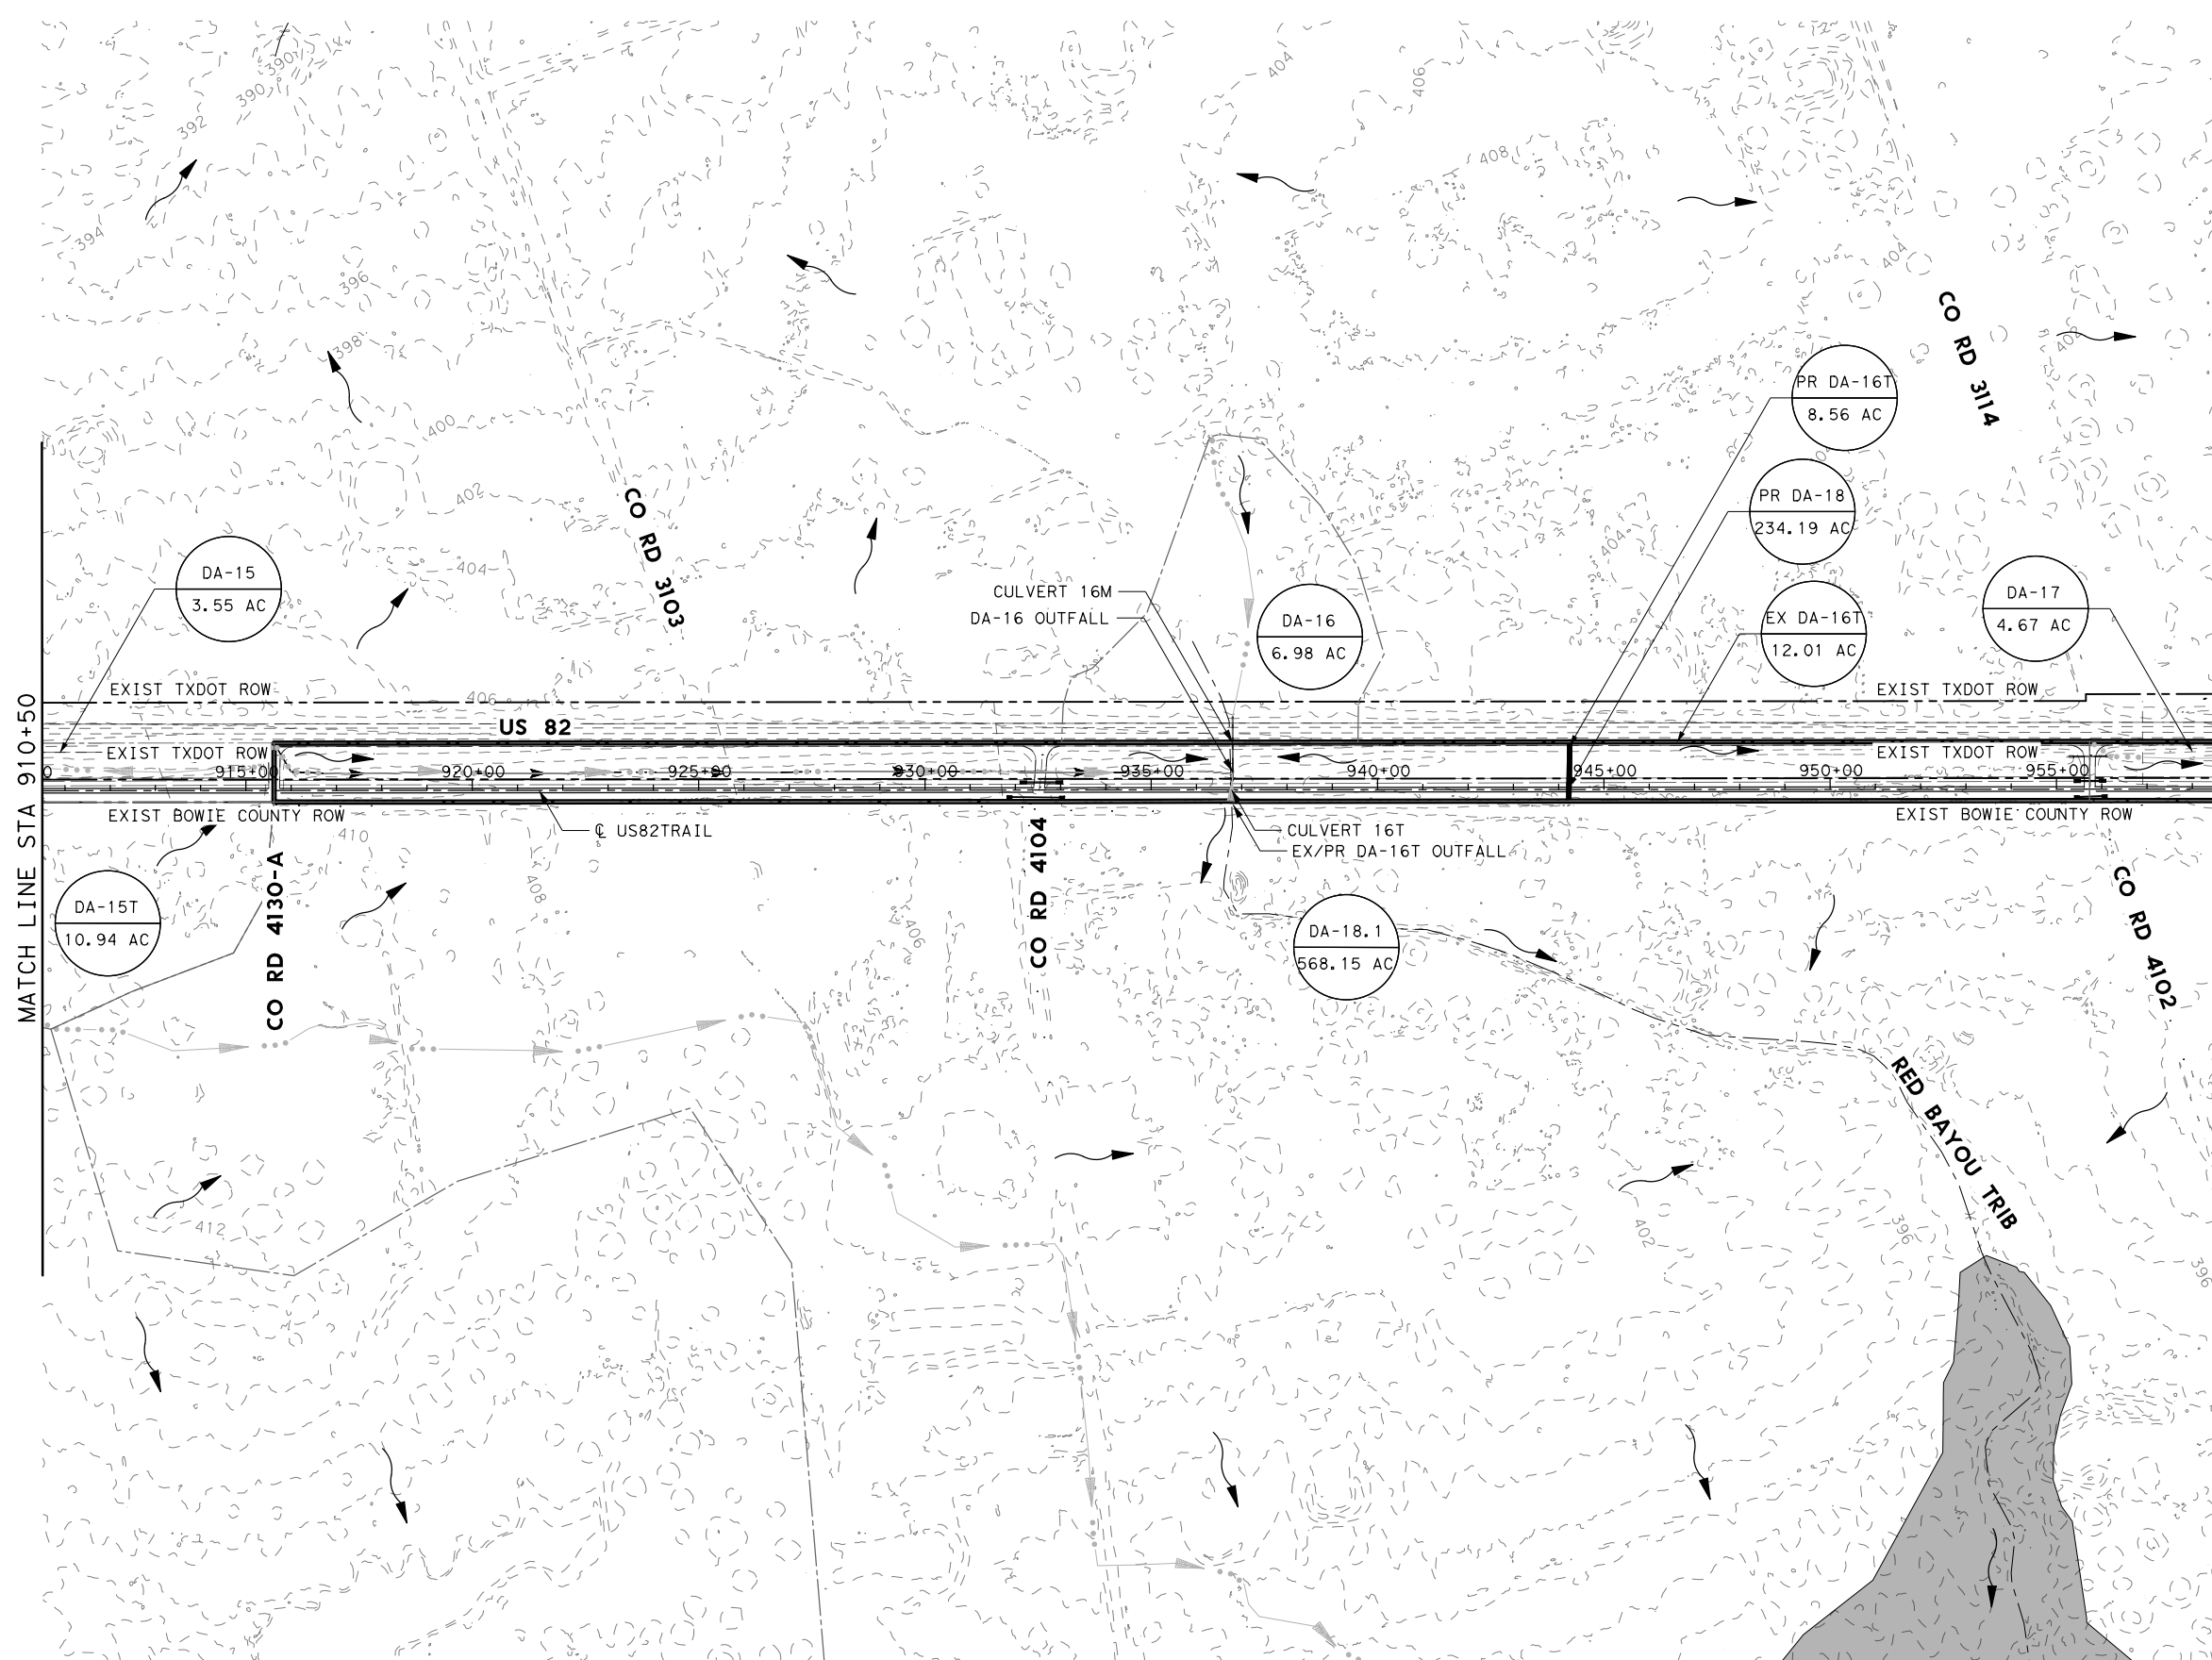 390
390
392
394
396
398
400
402
404
406
404
406
408
404
402
404
CO RD 3114
PR DA-16T
8.56 AC
PR DA-18
234.19 AC
EX DA-16T
12.01 AC
DA-17
4.67 AC
DA-15
3.55 AC
CO RD 3103
CULVERT 16M
DA-16 OUTFALL
DA-16
6.98 AC
EXIST TXDOT ROW
EXIST TXDOT ROW
US 82
EXIST TXDOT ROW
EXIST TXDOT ROW
MATCH LINE STA 910+50
0
915+00
920+00
925+00
930+00
935+00
940+00
945+00
950+00
955+00
EXIST BOWIE COUNTY ROW
EXIST BOWIE COUNTY ROW
℄ US82TRAIL
CULVERT 16T
EX/PR DA-16T OUTFALL
410
408
406
CO RD 4130-A
CO RD 4104
CO RD 4102
DA-15T
10.94 AC
DA-18.1
568.15 AC
RED BAYOU TRIB
412
402
396
396